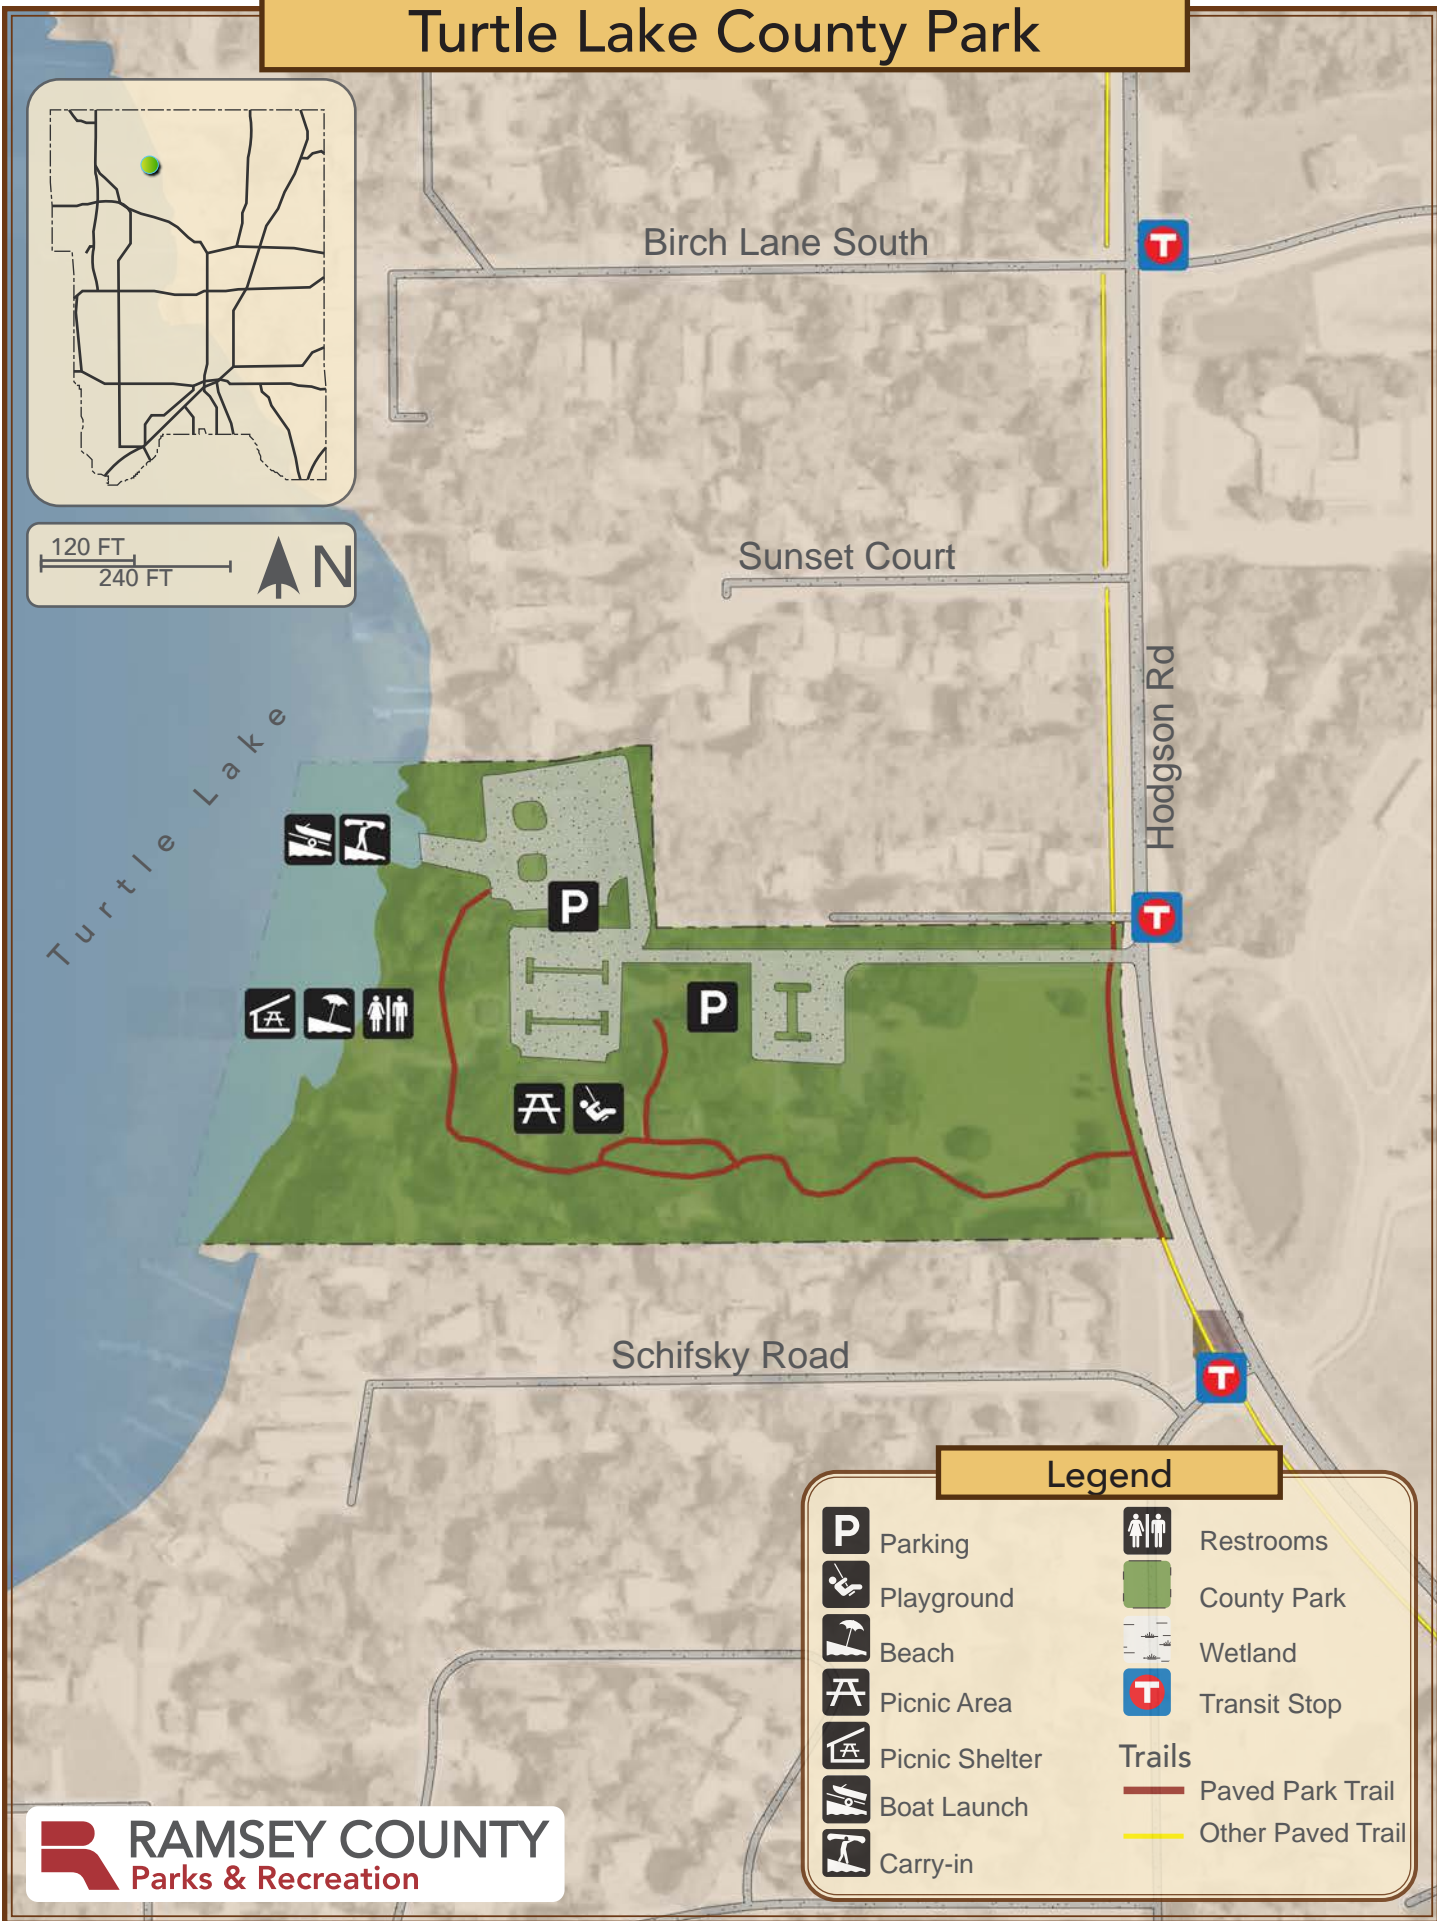 Turtle Lake County Park
Birch Lane South
120 FT
240 FT
N
Sunset Court
Hodgson Rd
Turtle Lake
T
T
P
P
Schifsky Road
T
Legend
P Parking
Playground
Beach
Picnic Area
Picnic Shelter
Boat Launch
Carry-in
Restrooms
County Park
Wetland
T Transit Stop
Trails
Paved Park Trail
Other Paved Trail
RAMSEY COUNTY
Parks & Recreation